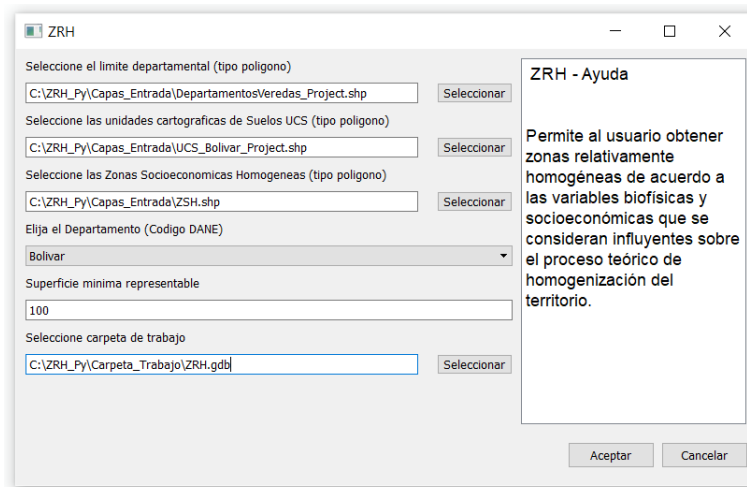 ZRH
Seleccione el limite departamental (tipo poligono)
C:\ZRH_Py\Capas_Entrada\DepartamentosVeredas_Project.shp
Seleccionar
Seleccione las unidades cartograficas de Suelos UCS (tipo poligono)
C:\ZRH_Py\Capas_Entrada\UCS_Bolivar_Project.shp
Seleccionar
Seleccione las Zonas Socioeconomicas Homogeneas (tipo poligono)
C:\ZRH_Py\Capas_Entrada\ZSH.shp
Seleccionar
Elija el Departamento (Codigo DANE)
Bolivar
Superficie minima representable
100
Seleccione carpeta de trabajo
C:\ZRH_Py\Carpeta_Trabajo\ZRH.gdb
Seleccionar
ZRH - Ayuda
Permite al usuario obtener
zonas relativamente
homogéneas de acuerdo a
las variables biofísicas y
socioeconómicas que se
consideran influyentes sobre
el proceso teórico de
homogenización del
territorio.
Aceptar
Cancelar